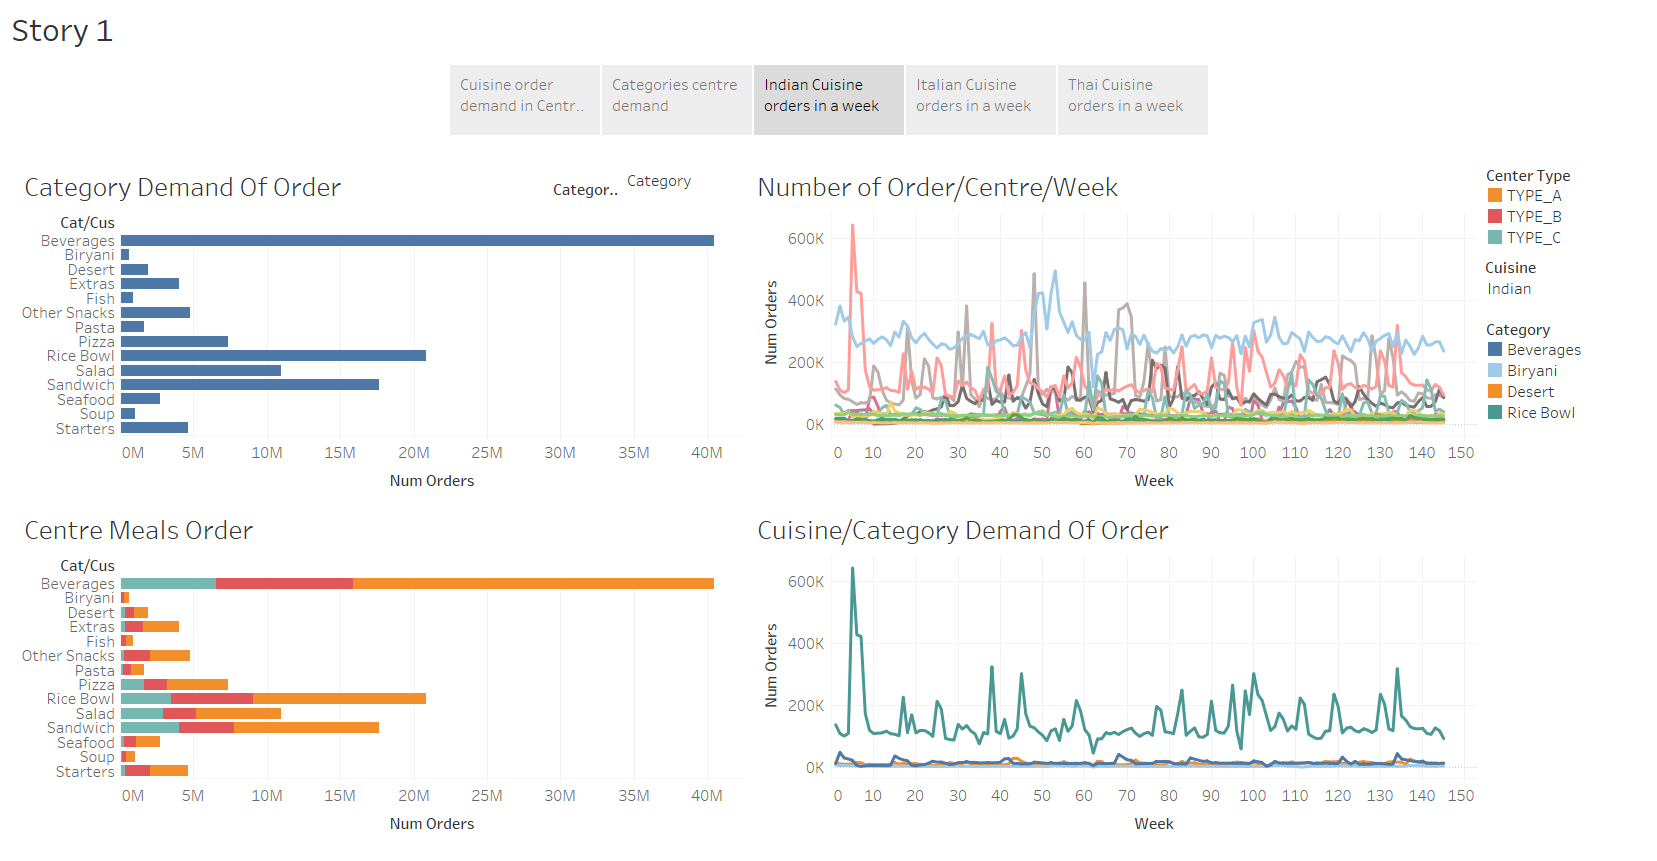 Story 1
Cuisine order
demand in Centr..
Categories centre
demand
Indian Cuisine
orders in a week
Italian Cuisine
orders in a week
Thai Cuisine
orders in a week
Category Demand Of Order
Categor.. Category
Cat/Cus
Beverages
Biryani
Desert
Extras
Fish
Other Snacks
Pasta
Pizza
Rice Bowl
Salad
Sandwich
Seafood
Soup
Starters
0M 5M 10M 15M 20M 25M 30M 35M 40M
Num Orders
Number of Order/Centre/Week
Num Orders
600K
400K
200K
0K
0 10 20 30 40 50 60 70 80 90 100 110 120 130 140 150
Week
Center Type
TYPE_A
TYPE_B
TYPE_C
Cuisine
Indian
Category
Beverages
Biryani
Desert
Rice Bowl
Centre Meals Order
Cat/Cus
Beverages
Biryani
Desert
Extras
Fish
Other Snacks
Pasta
Pizza
Rice Bowl
Salad
Sandwich
Seafood
Soup
Starters
0M 5M 10M 15M 20M 25M 30M 35M 40M
Num Orders
Cuisine/Category Demand Of Order
Num Orders
600K
400K
200K
0K
0 10 20 30 40 50 60 70 80 90 100 110 120 130 140 150
Week